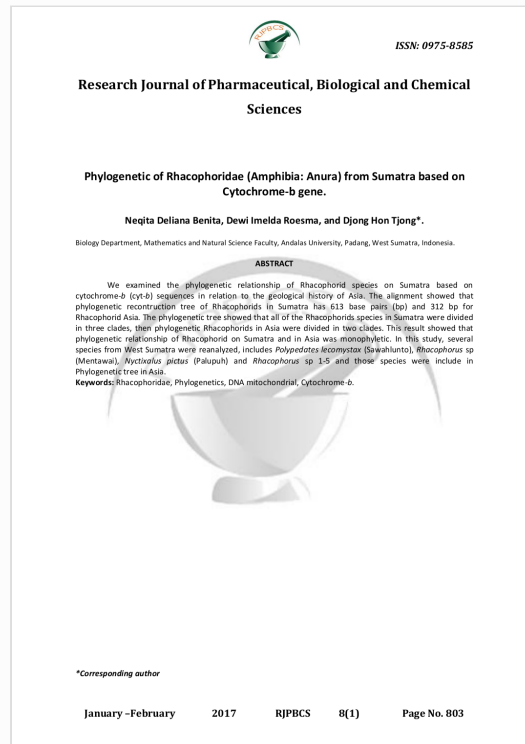 RJPBCS
ISSN: 0975-8585
Research Journal of Pharmaceutical, Biological and Chemical
Sciences
Phylogenetic of Rhacophoridae (Amphibia: Anura) from Sumatra based on
Cytochrome-b gene.
Neqita Deliana Benita, Dewi Imelda Roesma, and Djong Hon Tjong*.
Biology Department, Mathematics and Natural Science Faculty, Andalas University, Padang, West Sumatra, Indonesia.
ABSTRACT
We examined the phylogenetic relationship of Rhacophorid species on Sumatra based on
cytochrome-b (cyt-b) sequences in relation to the geological history of Asia. The alignment showed that
phylogenetic recontruction tree of Rhacophorids in Sumatra has 613 base pairs (bp) and 312 bp for
Rhacophorid Asia. The phylogenetic tree showed that all of the Rhacophorids species in Sumatra were divided
in three clades, then phylogenetic Rhacophorids in Asia were divided in two clades. This result showed that
phylogenetic relationship of Rhacophorid on Sumatra and in Asia was monophyletic. In this study, several
species from West Sumatra were reanalyzed, includes Polypedates lecomystax (Sawahlunto), Rhacophorus sp
(Mentawai), Nyctixalus pictus (Palupuh) and Rhacophorus sp 1-5 and those species were include in
Phylogenetic tree in Asia.
Keywords: Rhacophoridae, Phylogenetics, DNA mitochondrial, Cytochrome-b.
*Corresponding author
January –February 2017 RJPBCS 8(1) Page No. 803